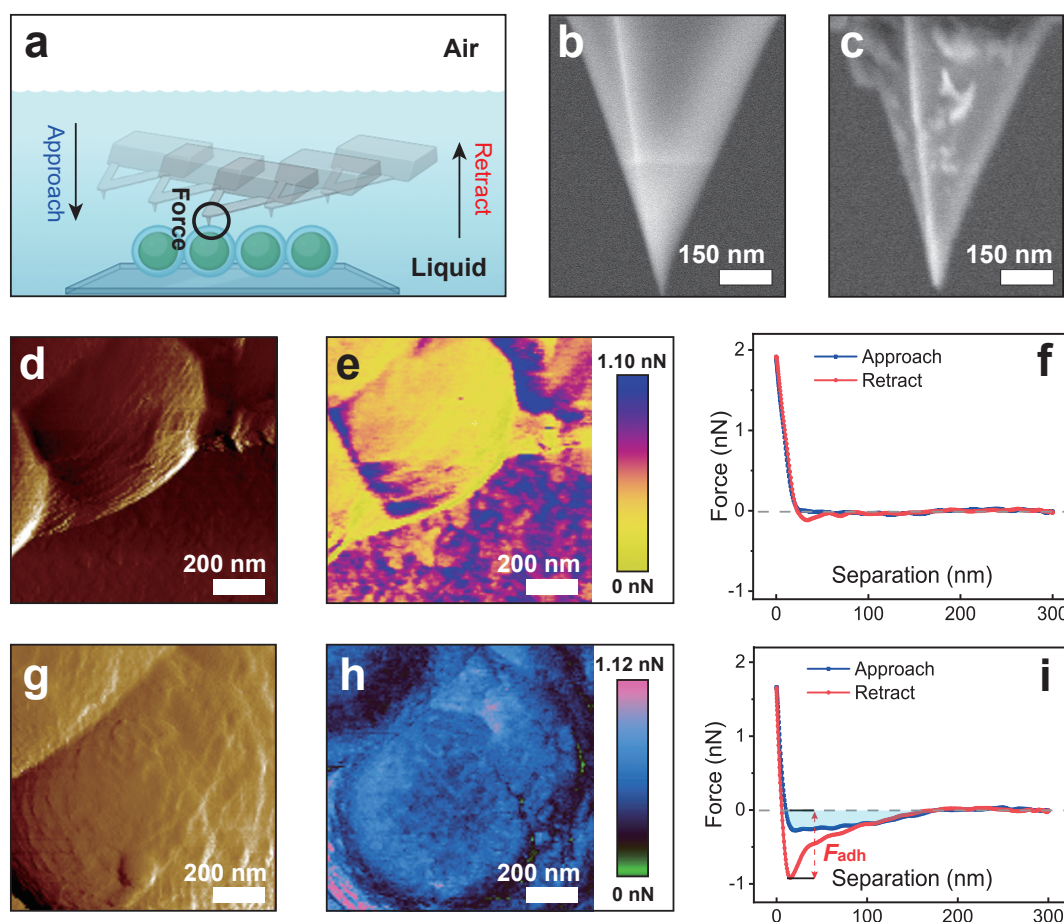 a
Air
Approach
Force
Retract
Liquid
b
150 nm
c
150 nm
d
200 nm
e
1.10 nN
200 nm
0 nN
f
Approach
Retract
2
1
0
-1
Force (nN)
Separation (nm)
0
100
200
300
g
200 nm
h
1.12 nN
200 nm
0 nN
i
Approach
Retract
2
1
0
-1
Force (nN)
Fadh
Separation (nm)
0
100
200
300